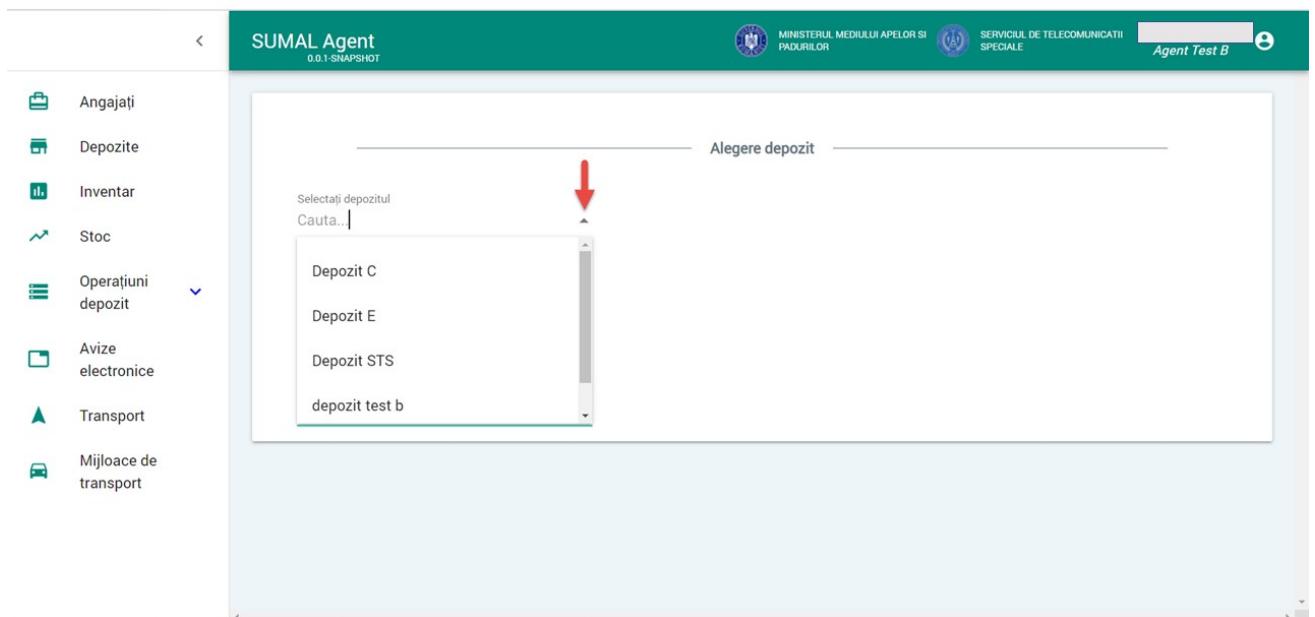 SUMAL Agent
0.0.1-SNAPSHOT
MINISTERUL MEDIULUI APELOR SI
PADURILOR
SERVICIUL DE TELECOMUNICATII
SPECIALE
Agent Test B
Angajați
Depozite
Inventar
Stoc
Operațiuni
depozit
Avize
electronice
Transport
Mijloace de
transport
Alegere depozit
Selectați depozitul
Cauta...
Depozit C
Depozit E
Depozit STS
depozit test b